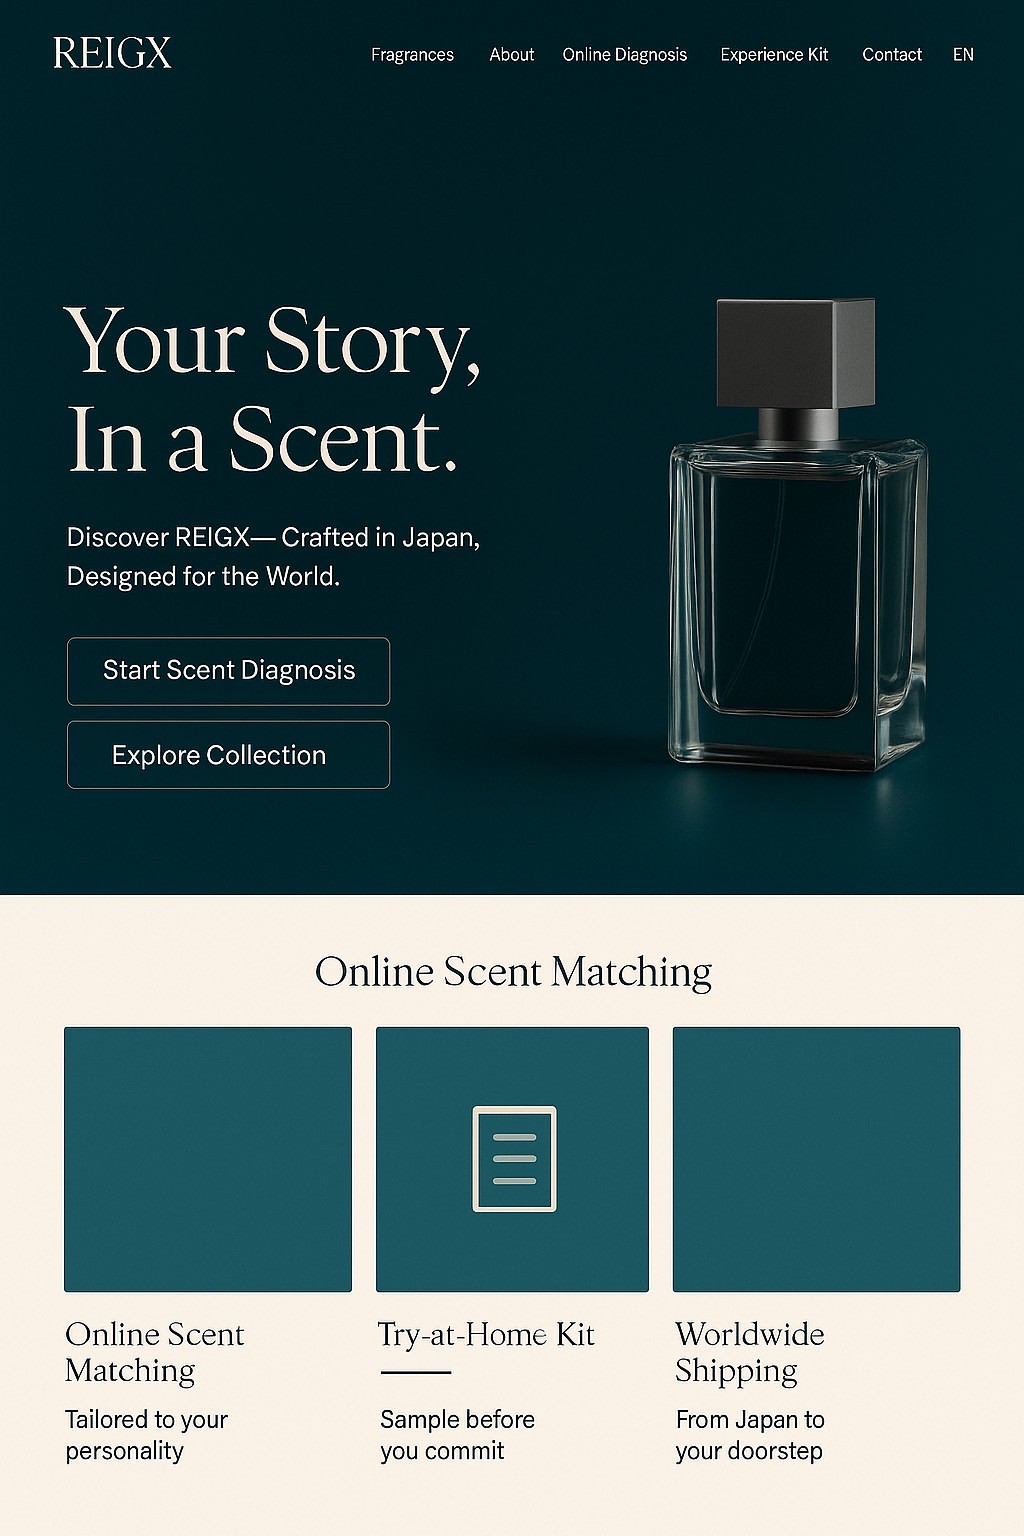 REIGX
Fragrances About Online Diagnosis Experience Kit Contact EN
Your Story,
In a Scent.
Discover REIGX— Crafted in Japan,
Designed for the World.
Start Scent Diagnosis
Explore Collection
Online Scent Matching
Online Scent
Matching
Tailored to your
personality
Try-at-Home Kit
Sample before
you commit
Worldwide
Shipping
From Japan to
your doorstep